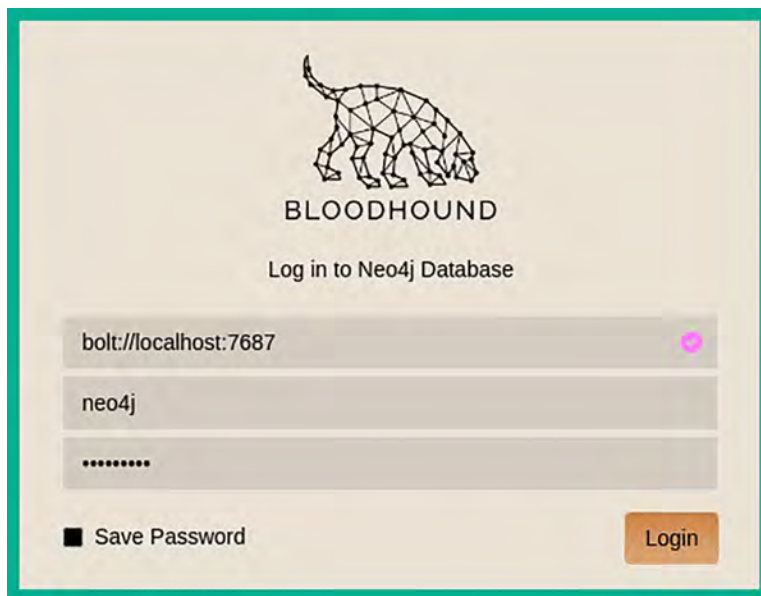 BLOODHOUND
Log in to Neo4j Database
bolt://localhost:7687
neo4j
•••••••••
Save Password
Login